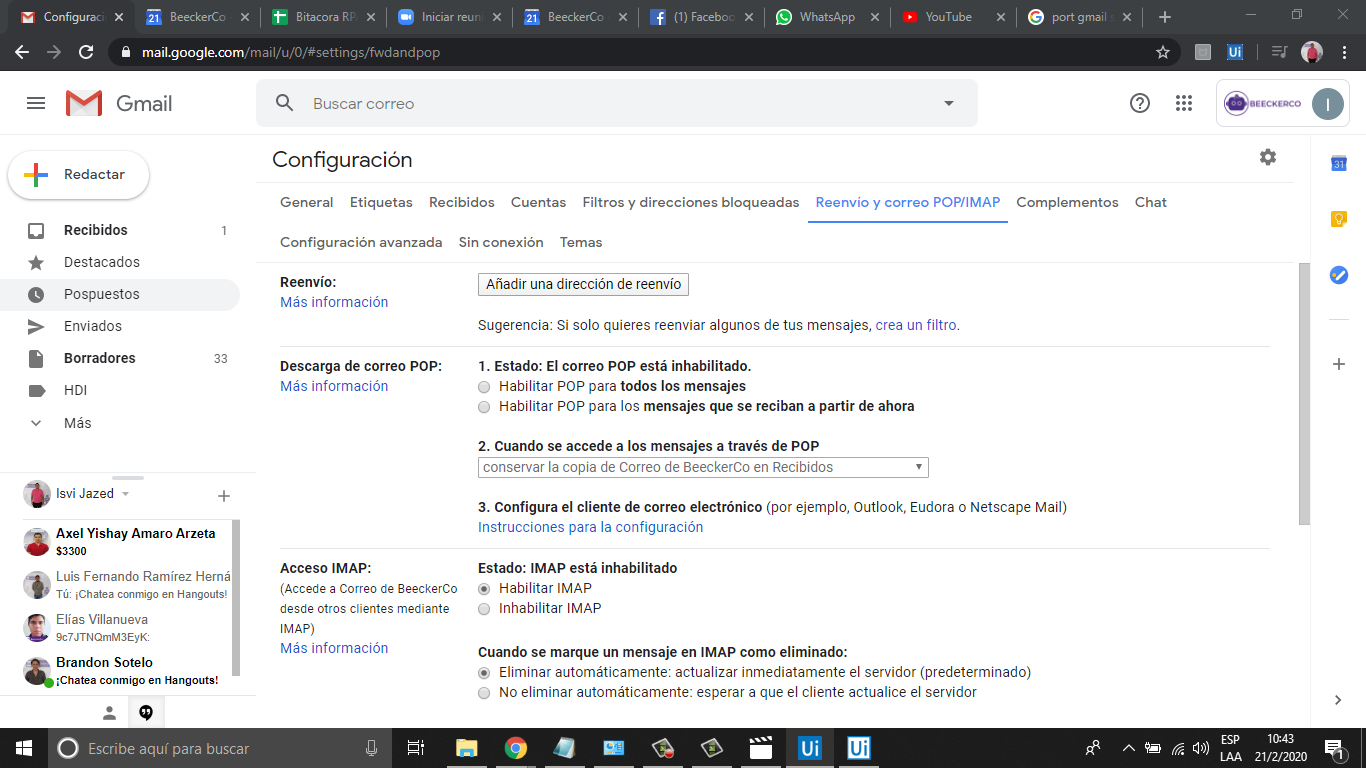 Configuraci
BeeckerCo
Bitacora RP
Iniciar reun
BeeckerCo
(1) Faceboo
WhatsApp
YouTube
port gmail s
mail.google.com/mail/u/0/#settings/fwdandpop
Gmail
Buscar correo
BEECKERCO
I
Redactar
Recibidos 1
Destacados
Pospuestos
Enviados
Borradores 33
HDI
Más
Configuración
General Etiquetas Recibidos Cuentas Filtros y direcciones bloqueadas Reenvío y correo POP/IMAP Complementos Chat
Configuración avanzada Sin conexión Temas
Reenvío:
Más información
Añadir una dirección de reenvío
Sugerencia: Si solo quieres reenviar algunos de tus mensajes, crea un filtro.
Descarga de correo POP:
Más información
1. Estado: El correo POP está inhabilitado.
Habilitar POP para todos los mensajes
Habilitar POP para los mensajes que se reciban a partir de ahora
2. Cuando se accede a los mensajes a través de POP
conservar la copia de Correo de BeeckerCo en Recibidos
3. Configura el cliente de correo electrónico (por ejemplo, Outlook, Eudora o Netscape Mail)
Instrucciones para la configuración
Acceso IMAP:
(Accede a Correo de BeeckerCo
desde otros clientes mediante
IMAP)
Más información
Estado: IMAP está inhabilitado
Habilitar IMAP
Inhabilitar IMAP
Cuando se marque un mensaje en IMAP como eliminado:
Eliminar automáticamente: actualizar inmediatamente el servidor (predeterminado)
No eliminar automáticamente: esperar a que el cliente actualice el servidor
Isvi Jazed
Axel Yishay Amaro Arzeta
$3300
Luis Fernando Ramírez Herná
Tú: ¡Chatea conmigo en Hangouts!
Elías Villanueva
9c7JTNQmM3EyK:
Brandon Sotelo
¡Chatea conmigo en Hangouts!
Escribe aquí para buscar
ESP
LAA
10:43
21/2/2020
1